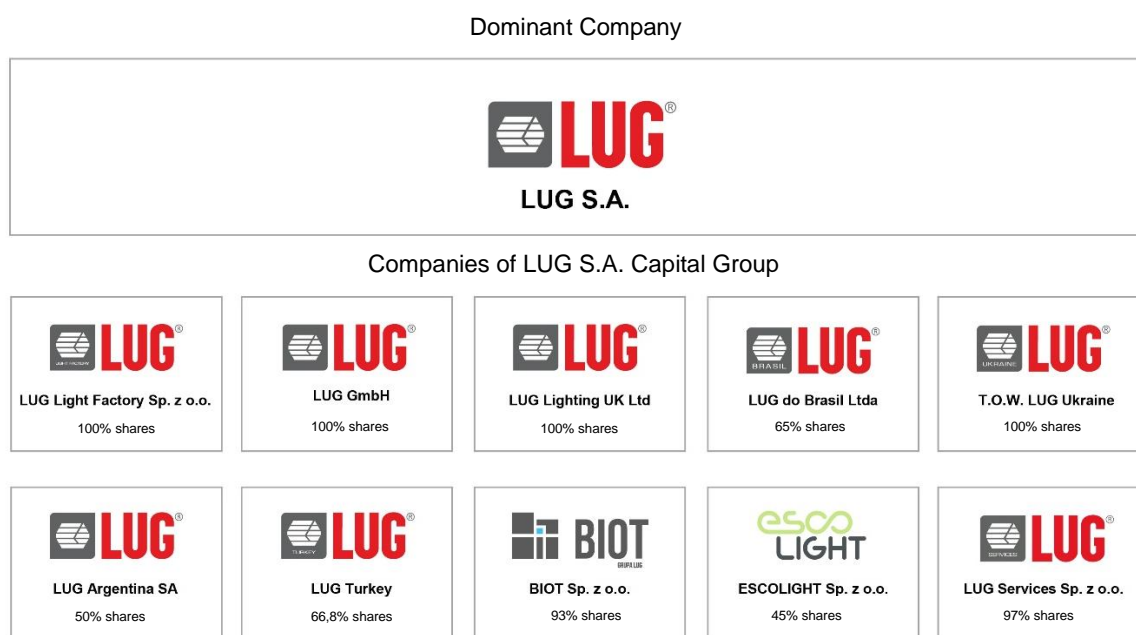 Dominant Company
LUG®
LUG S.A.
Companies of LUG S.A. Capital Group
LIGHT FACTORY LUG® LUG® LUG® BRASIL LUG® UKRAINE LUG®
LUG Light Factory Sp. z o.o. LUG GmbH LUG Lighting UK Ltd LUG do Brasil Ltda T.O.W. LUG Ukraine
100% shares 100% shares 100% shares 65% shares 100% shares
LUG® TURKEY LUG® BIOT GRUPA LUG esco LIGHT SERVICES LUG®
LUG Argentina SA LUG Turkey BIOT Sp. z o.o. ESCOLIGHT Sp. z o.o. LUG Services Sp. z o.o.
50% shares 66,8% shares 93% shares 45% shares 97% shares